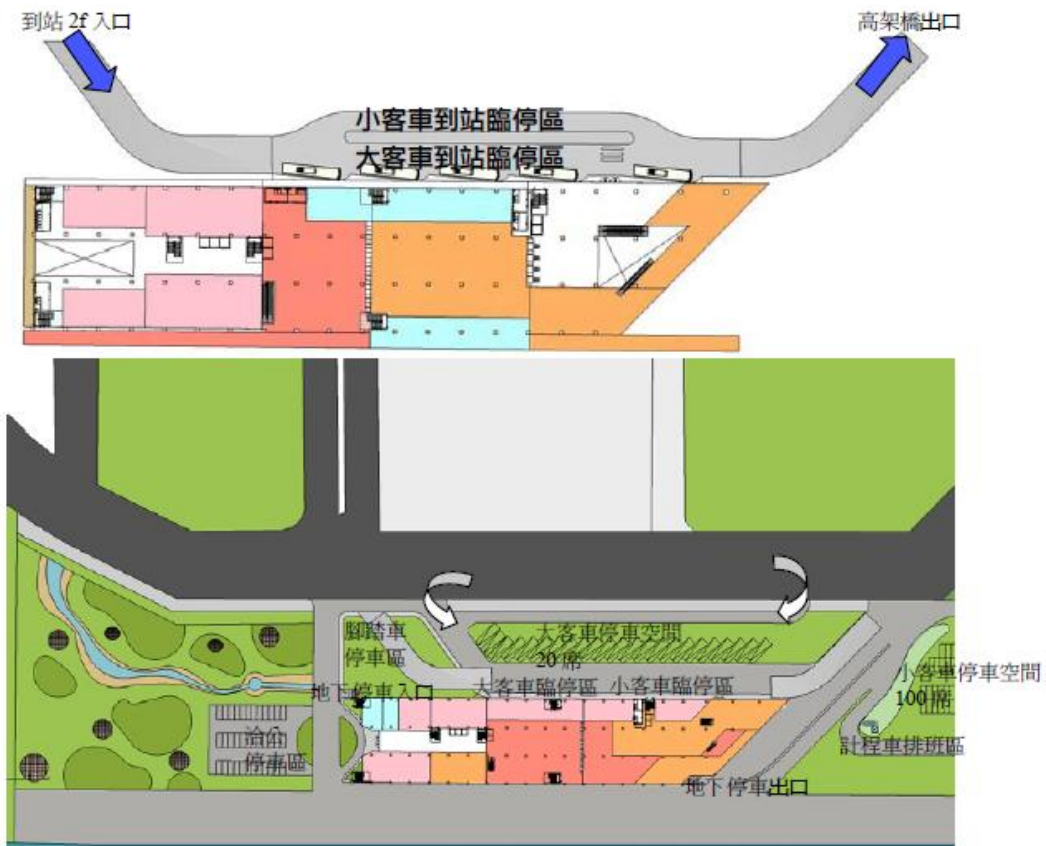 到站 2f 入口
高架橋出口
小客車到站臨停區
大客車到站臨停區
腳踏車
停車區
大客車停車空間
20 席
地下停車入口
大客車臨停區
小客車臨停區
小客車停車空間
100 席
洽公
停車區
計程車排班區
地下停車出口